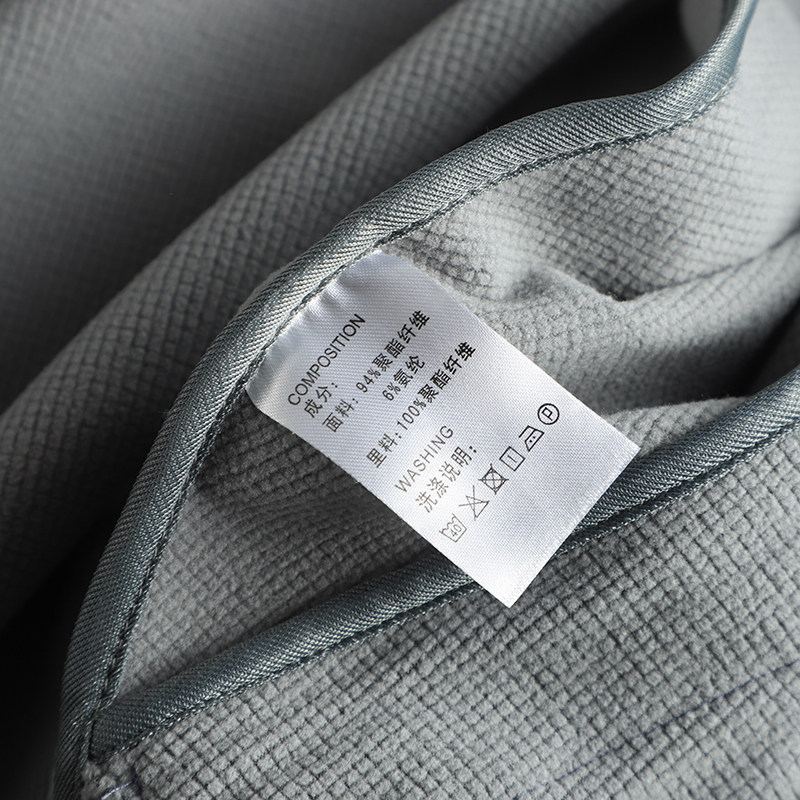 COMPOSITION
成分：
面料：94%聚酯纤维
6%氨纶
里料：100%聚酯纤维
WASHING
洗涤说明：
40 P